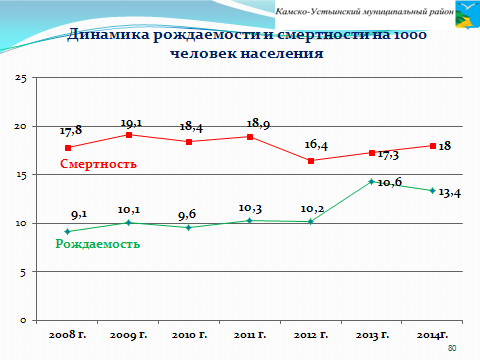 Камско-Устьинский муниципальный район
Динамика рождаемости и смертности на 1000
человек населения
25
20
15
10
5
0
17,8
19,1
18,4
18,9
16,4
17,3
18
Смертность
9,1
10,1
9,6
10,3
10,2
10,6
13,4
Рождаемость
2008 г.
2009 г.
2010 г.
2011 г.
2012 г.
2013 г.
2014г.
80